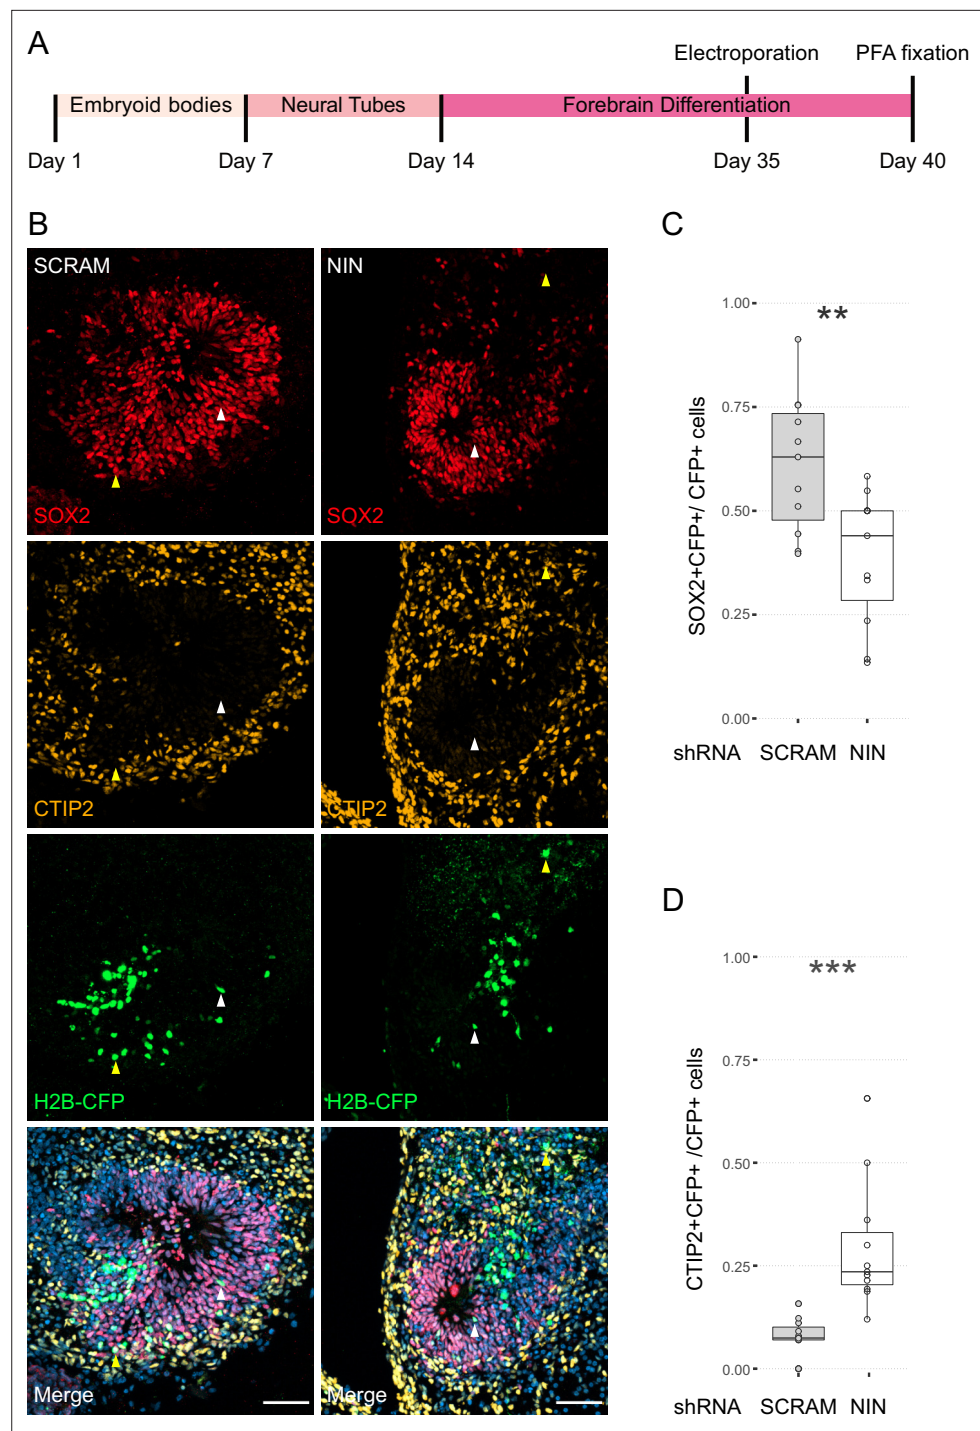 A
Electroporation
PFA fixation
Embryoid bodies
Neural Tubes
Forebrain Differentiation
Day 1
Day 7
Day 14
Day 35
Day 40
B
SCRAM
NIN
SOX2
SOX2
CTIP2
CTIP2
H2B-CFP
H2B-CFP
Merge
Merge
C
1.00
**
0.75
0.50
0.25
0.00
SOX2+CFP+/ CFP+ cells
shRNA SCRAM NIN
D
1.00
***
0.75
0.50
0.25
0.00
CTIP2+CFP+ /CFP+ cells
shRNA SCRAM NIN